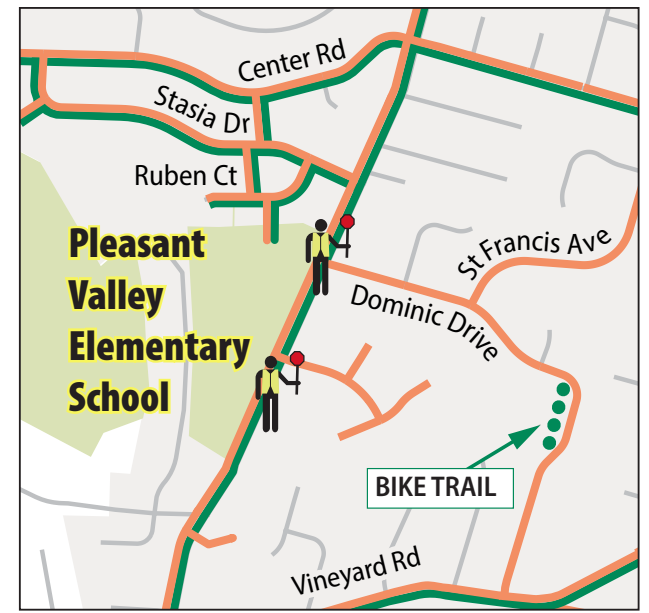 Center Rd
Stasia Dr
Ruben Ct
Pleasant
Valley
Elementary
School
St Francis Ave
Dominic Drive
BIKE TRAIL
Vineyard Rd